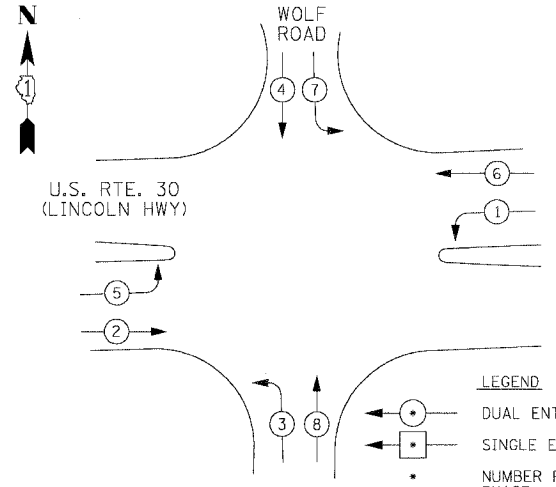 N
WOLF
ROAD
1
4
7
U.S. RTE. 30
(LINCOLN HWY)
6
1
5
2
3
8
LEGEND
* DUAL
* SINGLE
* NUMBER